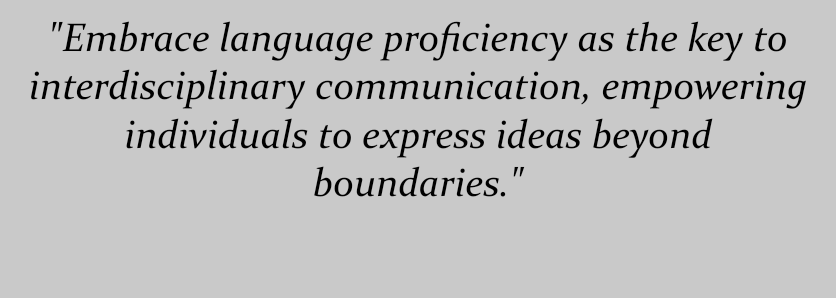 "Embrace language proficiency as the key to
interdisciplinary communication, empowering
individuals to express ideas beyond
boundaries."